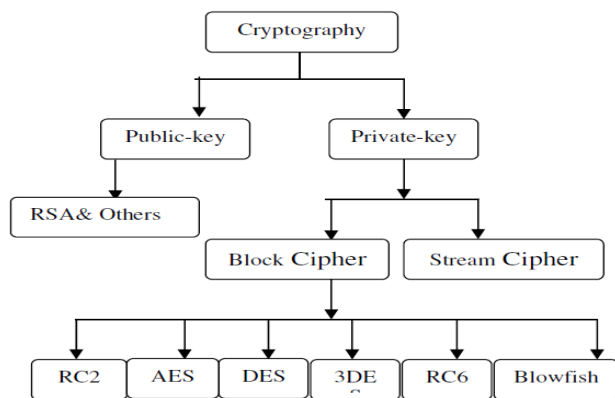 Cryptography
Public-key
Private-key
RSA& Others
Block Cipher
Stream Cipher
RC2
AES
DES
3DE
S
RC6
Blowfish